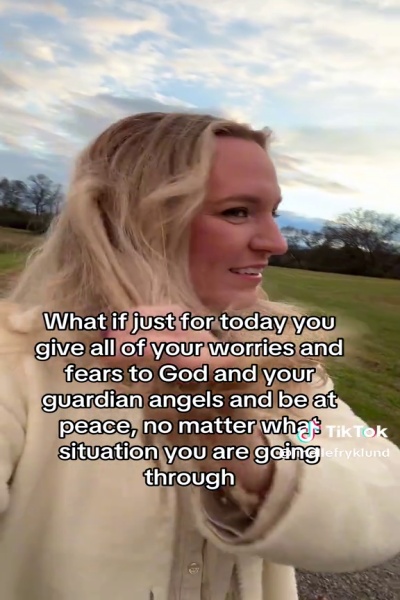 What if just for today you
give all of your worries and
fears to God and your
guardian angels and be at
peace, no matter what
situation you are going
through
TikTok